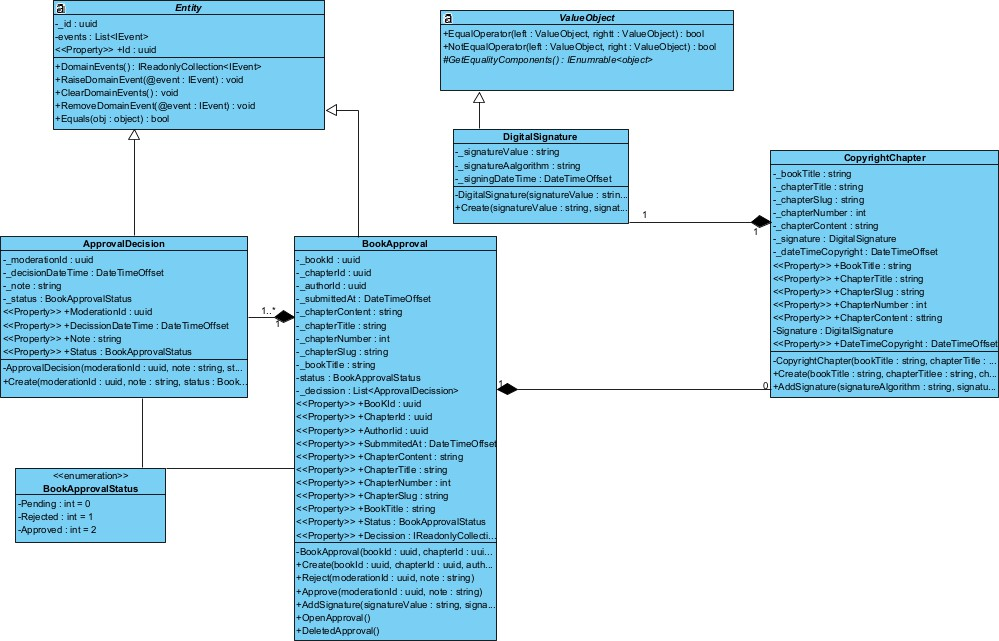 a
Entity
-_id : uuid
-events : List<IEvent>
<<Property>> +Id : uuid
+DomainEvents() : IReadonlyCollection<IEvent>
+RaiseDomainEvent(@event : IEvent) : void
+ClearDomainEvents() : void
+RemoveDomainEvent(@event : IEvent) : void
+Equals(obj : object) : bool
a
ValueObject
+EqualOperator(left : ValueObject, rightt : ValueObject) : bool
+NotEqualOperator(left : ValueObject, right : ValueObject) : bool
#GetEqualityComponents() : IEnumrable<object>
DigitalSignature
-_signatureValue : string
-_signatureAalgorithm : string
-_signingDateTime : DateTimeOffset
-DigitalSignature(signatureValue : strin...
+Create(signatureValue : string, signat...
1
1
CopyrightChapter
-_bookTitle : string
-_chapterTitle : string
-_chapterSlug : string
-_chapterNumber : int
-_chapterContent : string
-_signature : DigitalSignature
-_dateTimeCopyright : DateTimeOffset
<<Property>> +BookTitle : string
<<Property>> +ChapterTitle : string
<<Property>> +ChapterSlug : string
<<Property>> +ChapterNumber : int
<<Property>> +ChapterContent : sttring
-Signature : DigitalSignature
<<Property>> +DateTimeCopyright : DateTimeOffset
-CopyrightChapter(bookTitle : string, chapterTitle : ...
+Create(bookTitle : string, chapterTitlee : string, ch...
+AddSignature(signatureAlgorithm : string, signatu...
ApprovalDecision
-_moderationId : uuid
-_decisionDateTime : DateTimeOffset
-_note : string
-_status : BookApprovalStatus
<<Property>> +ModerationId : uuid
<<Property>> +DecissionDateTime : DateTimeOffset
<<Property>> +Note : string
<<Property>> +Status : BookApprovalStatus
-ApprovalDecision(moderationId : uuid, note : string, st...
+Create(moderationId : uuid, note : string, status : Book...
1..*
1
BookApproval
-_bookId : uuid
-_chapterId : uuid
-_authorId : uuid
-_submittedAt : DateTimeOffset
-_chapterContent : string
-_chapterTitle : string
-_chapterNumber : int
-_chapterSlug : string
-_bookTitle : string
-status : BookApprovalStatus
-_decission : List<ApprovalDecission>
<<Property>> +BooKId : uuid
<<Property>> +ChapterId : uuid
<<Property>> +AuthorIid : uuid
<<Property>> +SubmmitedAt : DateTimeOffset
<<Property>> +ChapterContent : string
<<Property>> +ChapterTitle : string
<<Property>> +ChapterNumber : int
<<Property>> +ChapterSlug : string
<<Property>> +BookTitle : string
<<Property>> +Status : BookApprovalStatus
<<Property>> +Decission : IReadonlyCollecti...
-BookApproval(bookId : uuid, chapterId : uui...
+Create(bookId : uuid, chapterId : uuid, auth...
+Reject(moderationId : uuid, note : string)
+Approve(moderationId : uuid, note : string)
+AddSignature(signatureValue : string, signa...
+OpenApproval()
+DeletedApproval()
1
0
<<enumeration>>
BookApprovalStatus
-Pending : int = 0
-Rejected : int = 1
-Approved : int = 2